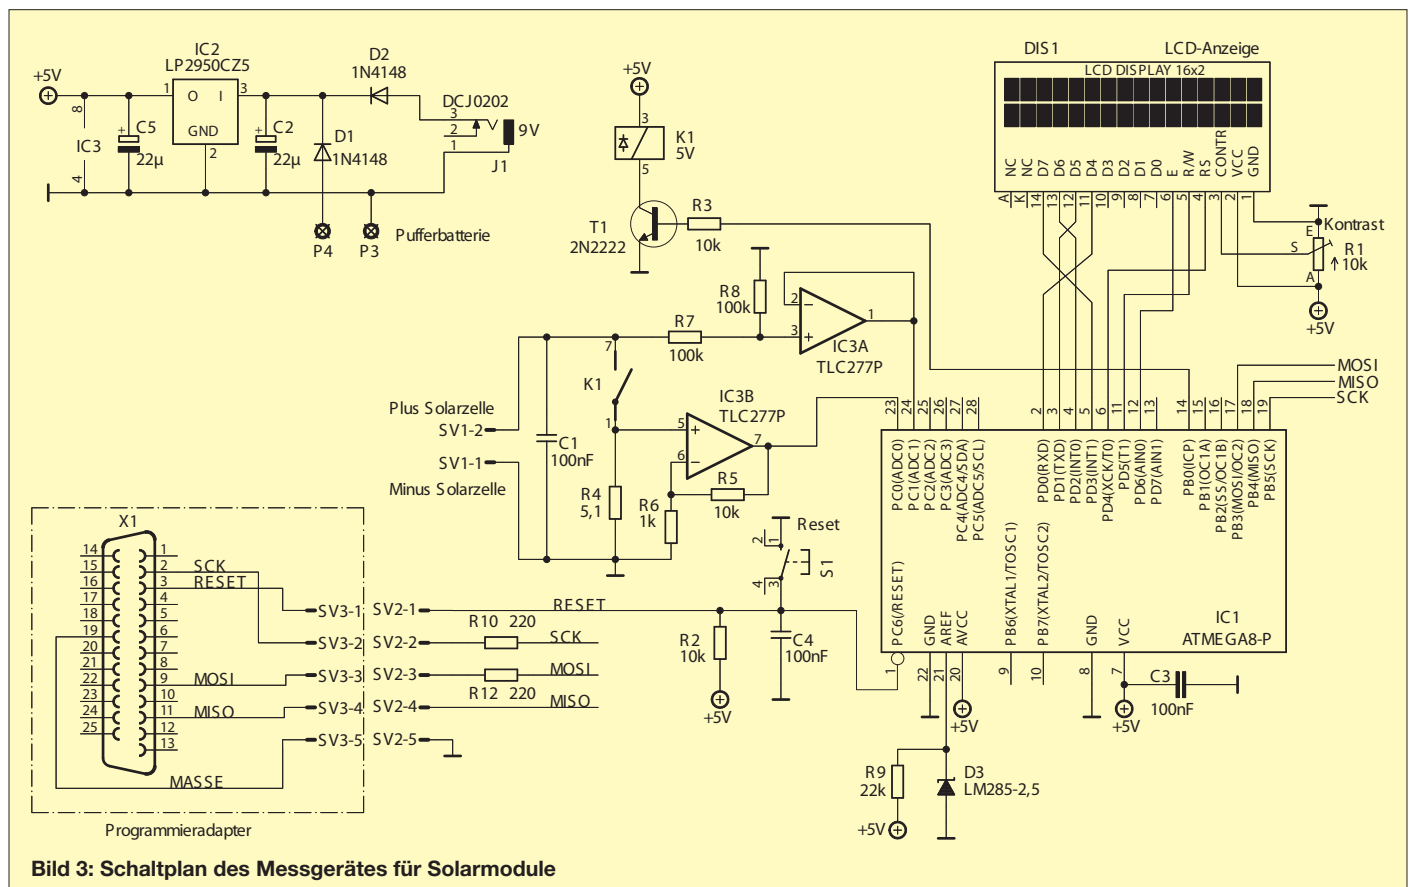 IC2
LP2950CZ5
+5V
1
O
I
3
GND
2
8
IC3
4
+
C5
22µ
+
C2
22µ
D2
1N4148
D1
1N4148
DCJ0202
3
2
1
9V
J1
P4
P3
Pufferbatterie
+5V
3
K1
5V
5
T1
2N2222
R3
10k
DIS1
LCD-Anzeige
LCD DISPLAY 16x2
NC
NC
D7
D6
D5
D4
D3
D2
D1
D0
E
R/W
RS
CONTR
VCC
GND
A
K
14
13
12
11
10
9
8
7
6
5
4
3
2
1
Kontrast
E
S
R1
10k
A
+5V
R8
100k
R7
100k
2
3
−
+
1
IC3A
TLC277P
7
K1
1
Plus Solarzelle
SV1-2
SV1-1
Minus Solarzelle
C1
100nF
IC3B
TLC277P
5
6
+
−
7
R4
5,1
R6
1k
R5
10k
MOSI
MISO
SCK
23
24
25
26
27
28
2
3
4
5
6
11
12
13
14
15
16
17
18
19
PC0(ADC0)
PC1(ADC1)
PC2(ADC2)
PC3(ADC3)
PC4(ADC4/SDA)
PC5(ADC5/SCL)
PD0(RXD)
PD1(TXD)
PD2(INT0)
PD3(INT1)
PD4(XCK/T0)
PD5(T1)
PD6(AIN0)
PD7(AIN1)
PB0(ICP)
PB1(OC1A)
PB2(SS/OC1B)
PB3(MOSI/OC2)
PB4(MISO)
PB5(SCK)
PC6(/RESET)
GND
AREF
AVCC
PB6(XTAL1/TOSC1)
PB7(XTAL2/TOSC2)
GND
VCC
IC1
ATMEGA8-P
1
22
21
20
9
10
8
7
+5V
+5V
C3
100nF
R9
22k
+5V
D3
LM285-2,5
Reset
2
1
4
3
S1
R2
10k
+5V
C4
100nF
X1
14
15
16
17
18
19
20
21
22
23
24
25
1
2
3
4
5
6
7
8
9
10
11
12
13
SCK
RESET
MOSI
MISO
MASSE
SV3-1
SV3-2
SV3-3
SV3-4
SV3-5
SV2-1
SV2-2
SV2-3
SV2-4
SV2-5
RESET
R10 220
SCK
MOSI
R12 220
MISO
Programmieradapter
Bild 3: Schaltplan des Messgerätes für Solarmodule